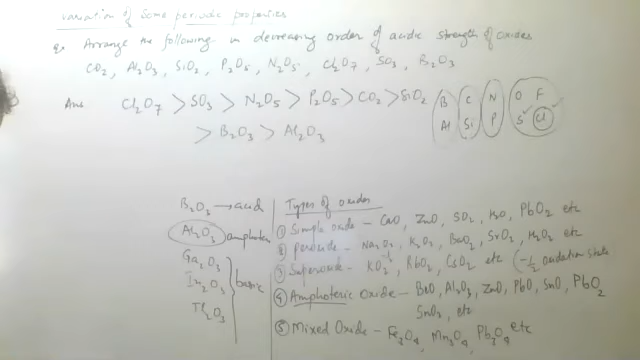 Variation of some periodic properties
Q. Arrange the following in decreasing order of acidic strength of oxides
CO2, Al2O3, SiO2, P2O5, N2O5, Cl2O7, SO3, B2O3
Ans Cl2O7 > SO3 > N2O5 > P2O5 > CO2 > SiO2
> B2O3 > Al2O3
B C N O F
Al Si P S Cl
B2O3 → acid
Al2O3 amphoteric
Ga2O3
In2O3 basic
Tl2O3
Types of oxides
① Simple oxide - CaO, ZnO, SO2, H2O, PbO2 etc
② peroxide - Na2O2, K2O2, BaO2, SrO2, H2O2 etc
③ Superoxide - KO2, RbO2, CsO2 etc (-1/2 oxidation state
④ Amphoteric Oxide - BeO, Al2O3, ZnO, PbO, SnO, PbO2
SnO2, etc
⑤ Mixed Oxide - Fe3O4, Mn3O4, Pb3O4 etc